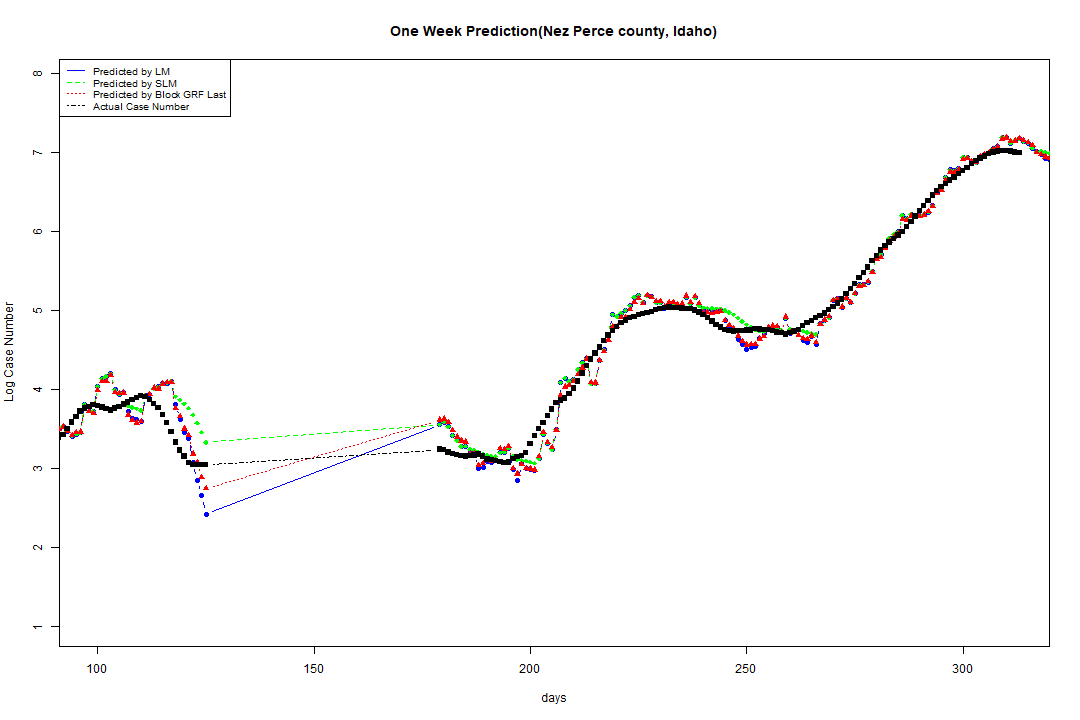 One Week Prediction(Nez Perce county, Idaho)
Predicted by LM
Predicted by SLM
Predicted by Block GRF Last
Actual Case Number
8
7
6
5
4
3
2
1
Log Case Number
100 150 200 250 300
days